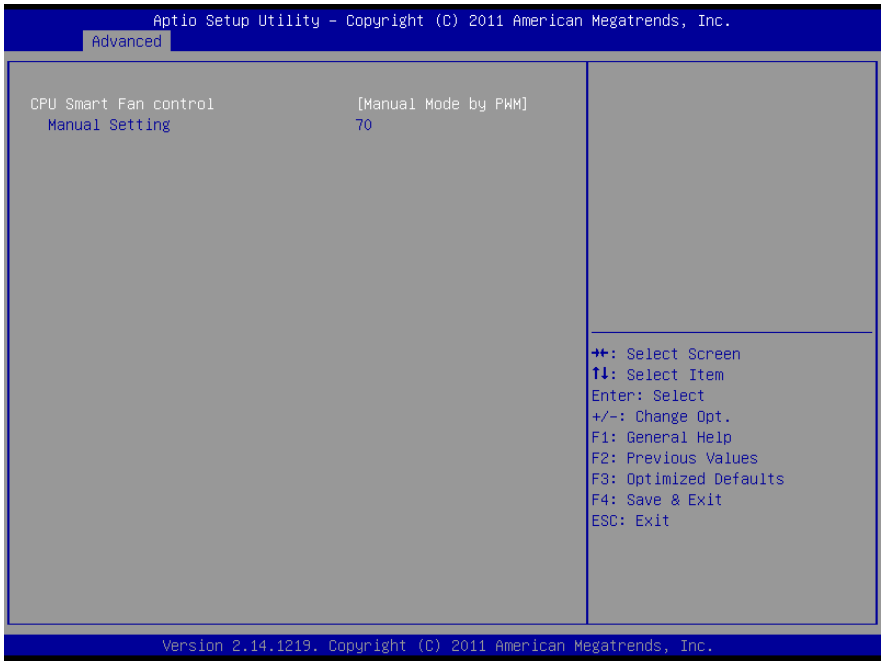 Aptio Setup Utility – Copyright (C) 2011 American Megatrends, Inc.
Advanced
CPU Smart Fan control [Manual Mode by PWM]
Manual Setting 70
→←: Select Screen
↑↓: Select Item
Enter: Select
+/-: Change Opt.
F1: General Help
F2: Previous Values
F3: Optimized Defaults
F4: Save & Exit
ESC: Exit
Version 2.14.1219. Copyright (C) 2011 American Megatrends, Inc.